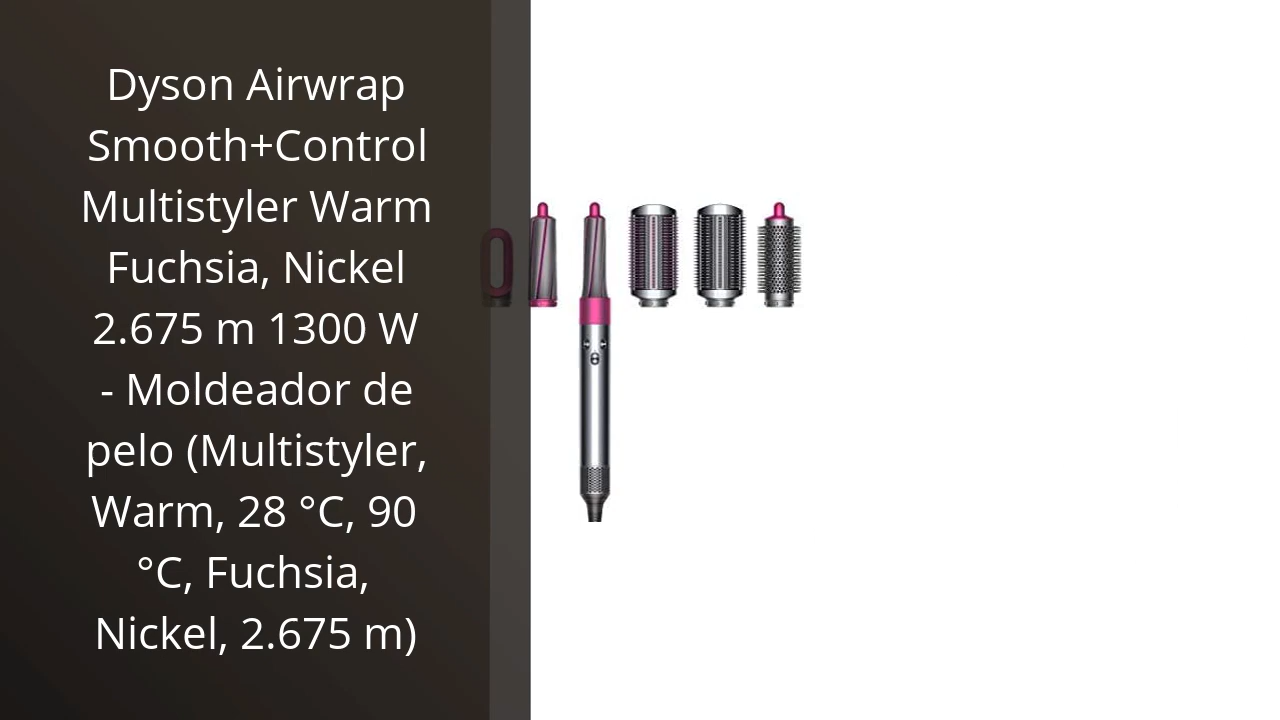 Dyson Airwrap
Smooth+Control
Multistyler Warm
Fuchsia, Nickel
2.675 m 1300 W
- Moldeador de
pelo (Multistyler,
Warm, 28 °C, 90
°C, Fuchsia,
Nickel, 2.675 m)